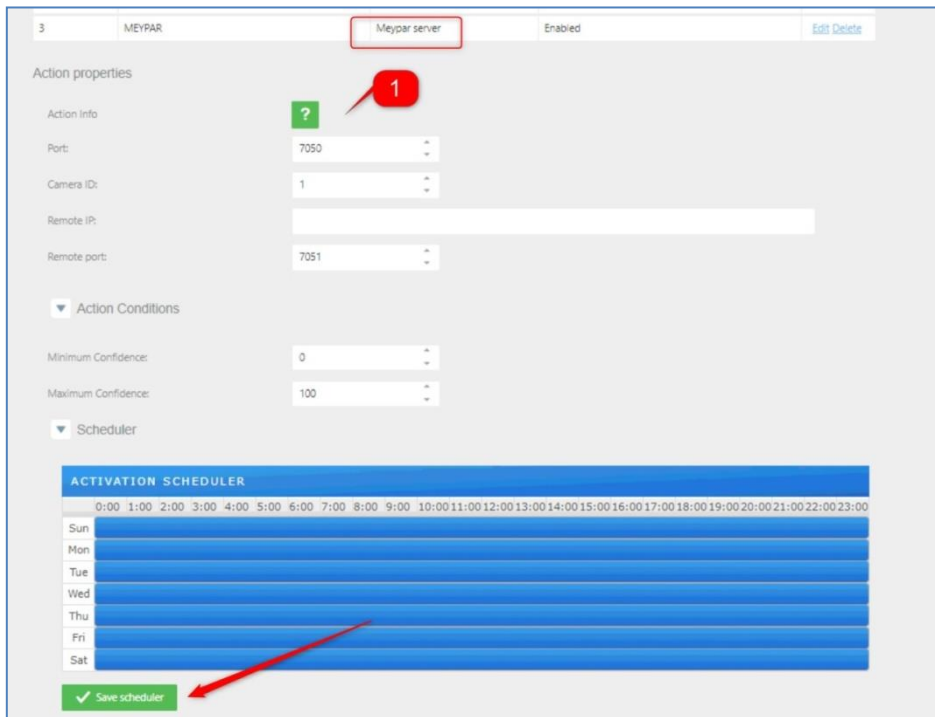 3 MEYPAR Meypar server Enabled Edit Delete
Action properties
1
Action Info ?
Port: 7050
Camera ID: 1
Remote IP:
Remote port: 7051
Action Conditions
Minimum Confidence: 0
Maximum Confidence: 100
Scheduler
ACTIVATION SCHEDULER
0:00 1:00 2:00 3:00 4:00 5:00 6:00 7:00 8:00 9:00 10:00 11:00 12:00 13:00 14:00 15:00 16:00 17:00 18:00 19:00 20:00 21:00 22:00 23:00
Sun
Mon
Tue
Wed
Thu
Fri
Sat
Save scheduler